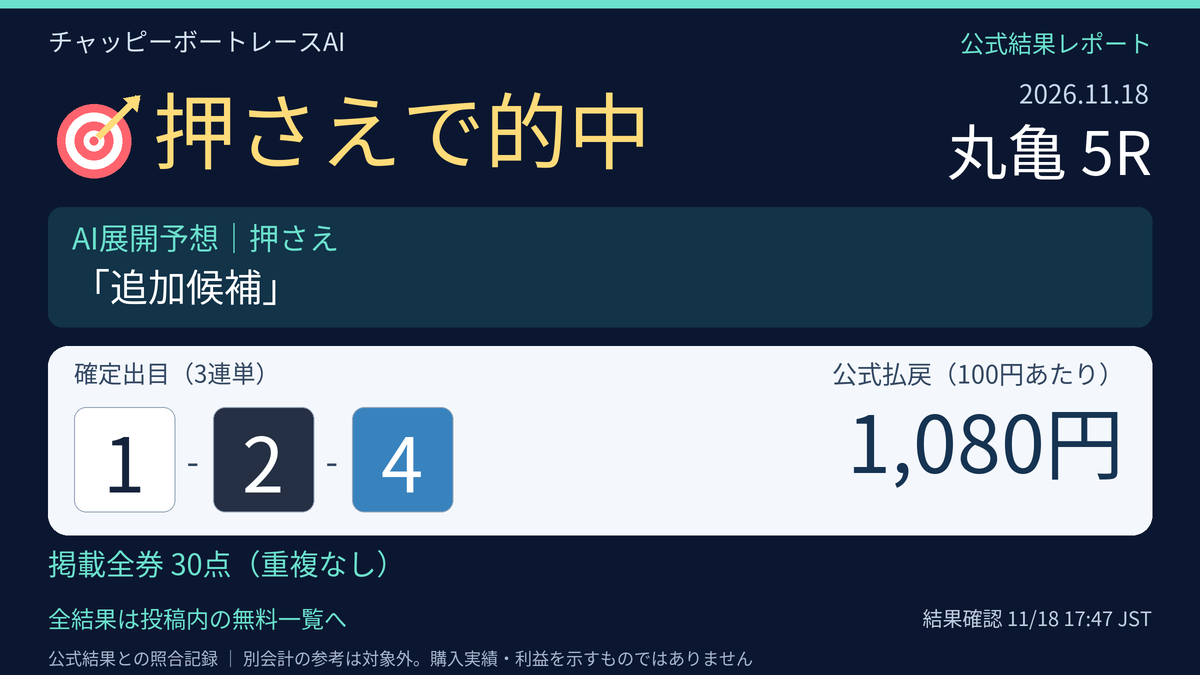 チャッピーボートレースAI
公式結果レポート
2026.11.18
丸亀 5R
押さえで的中
AI展開予想｜押さえ
「追加候補」
確定出目（3連単）
公式払戻（100円あたり）
1 - 2 - 4
1,080円
掲載全券 30点（重複なし）
全結果は投稿内の無料一覧へ
結果確認 11/18 17:47 JST
公式結果との照合記録｜別会計の参考は対象外。購入実績・利益を示すものではありません